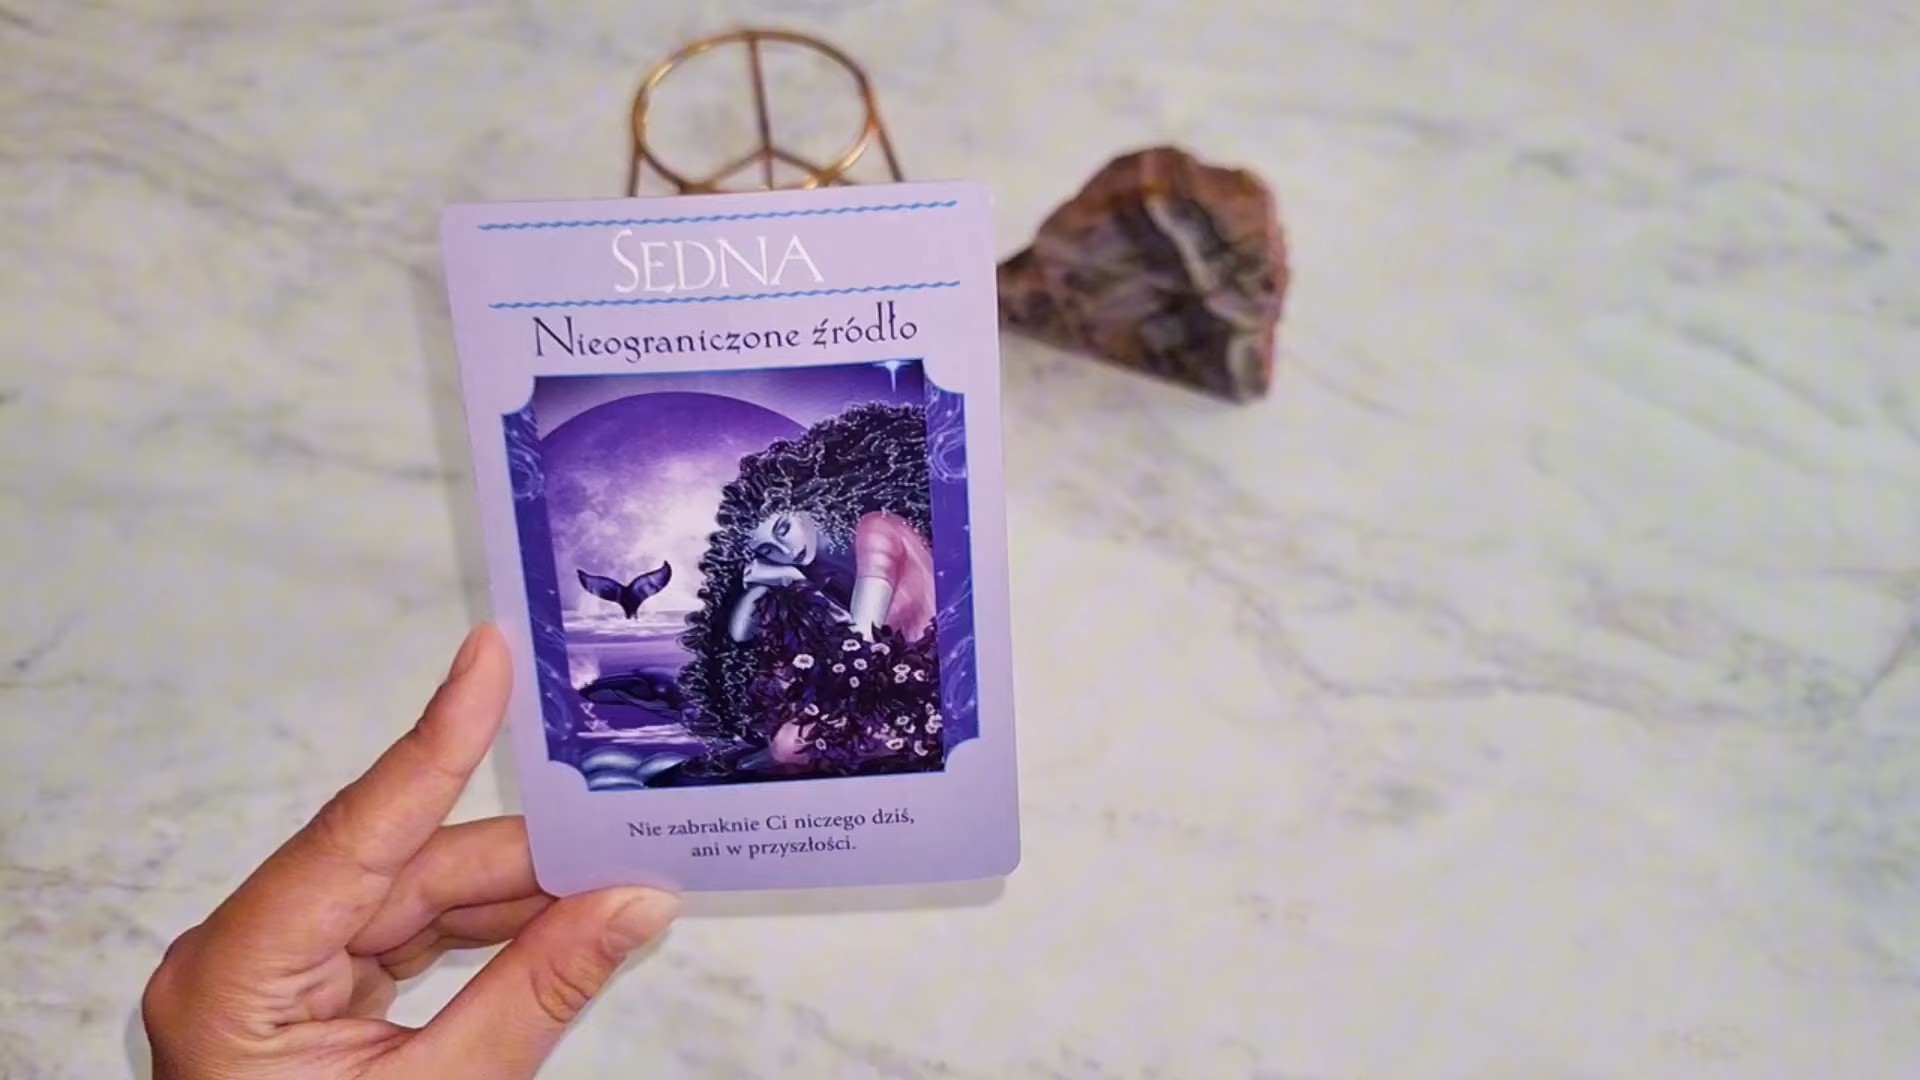 SEDNA
Nieograniczone źródło
Nie zabraknie Ci niczego dziś,
ani w przyszłości.